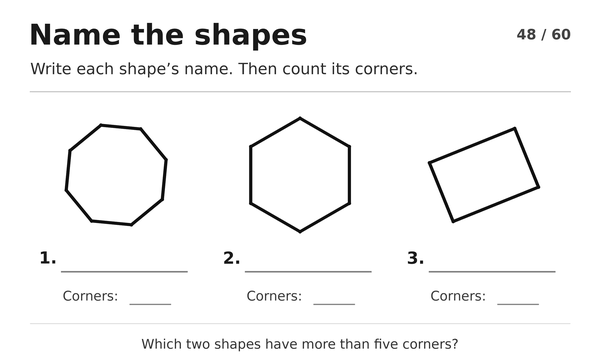 Name the shapes
48 / 60
Write each shape’s name. Then count its corners.
1. 2. 3.
Corners: Corners: Corners:
Which two shapes have more than five corners?